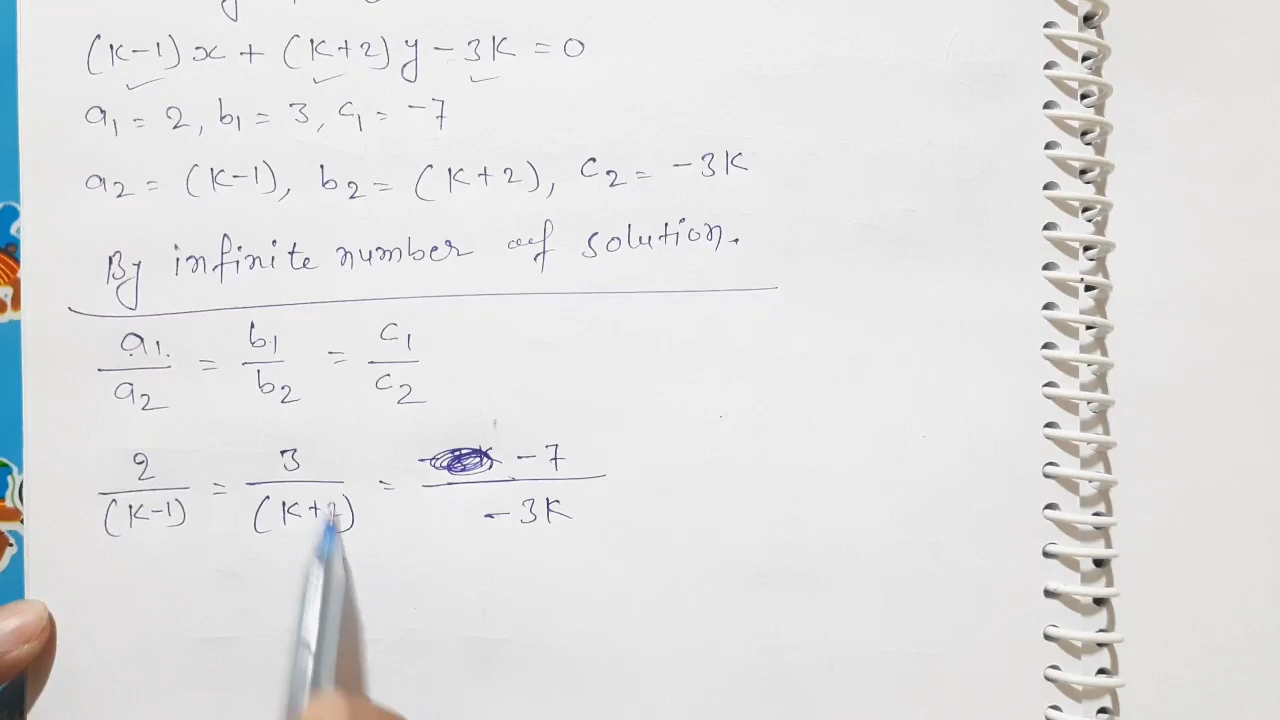 (K-1)x + (K+2)y - 3K = 0
a₁ = 2, b₁ = 3, c₁ = -7
a₂ = (K-1), b₂ = (K+2), c₂ = -3K
By infinite number of solution.
a₁/a₂ = b₁/b₂ = c₁/c₂
2/(K-1) = 3/(K+2) = -7/-3K